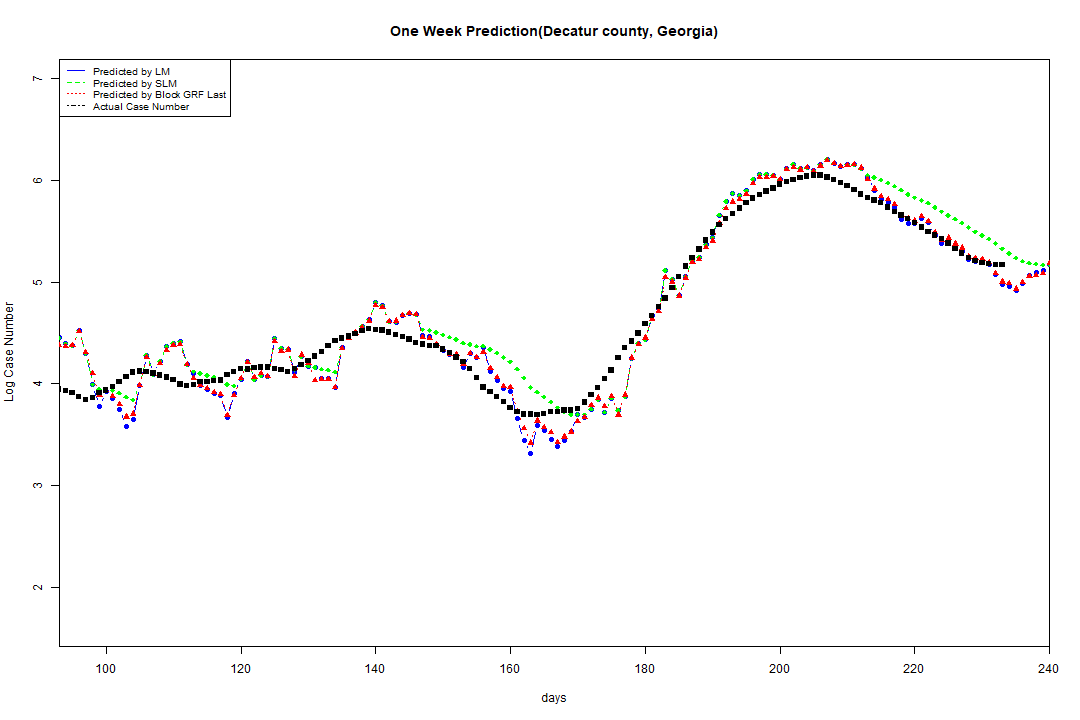 One Week Prediction(Decatur county, Georgia)
Predicted by LM
Predicted by SLM
Predicted by Block GRF Last
Actual Case Number
7
6
5
4
3
2
Log Case Number
100 120 140 160 180 200 220 240
days